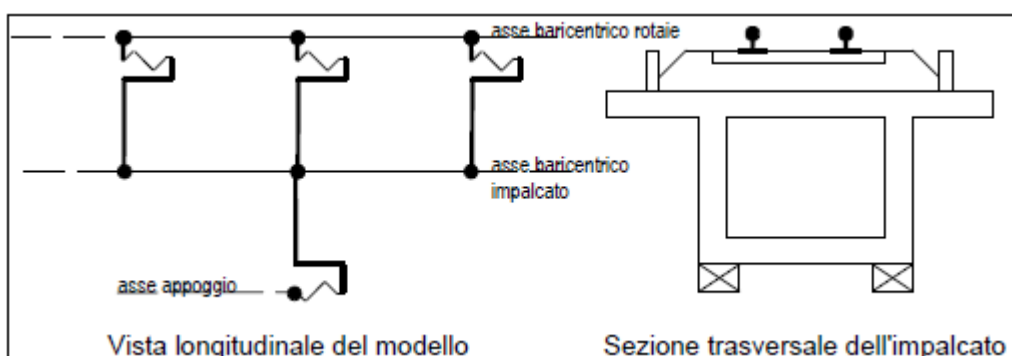 asse baricentrico rotaie
asse baricentrico
impalcato
asse appoggio
Vista longitudinale del modello
Sezione trasversale dell'impalcato